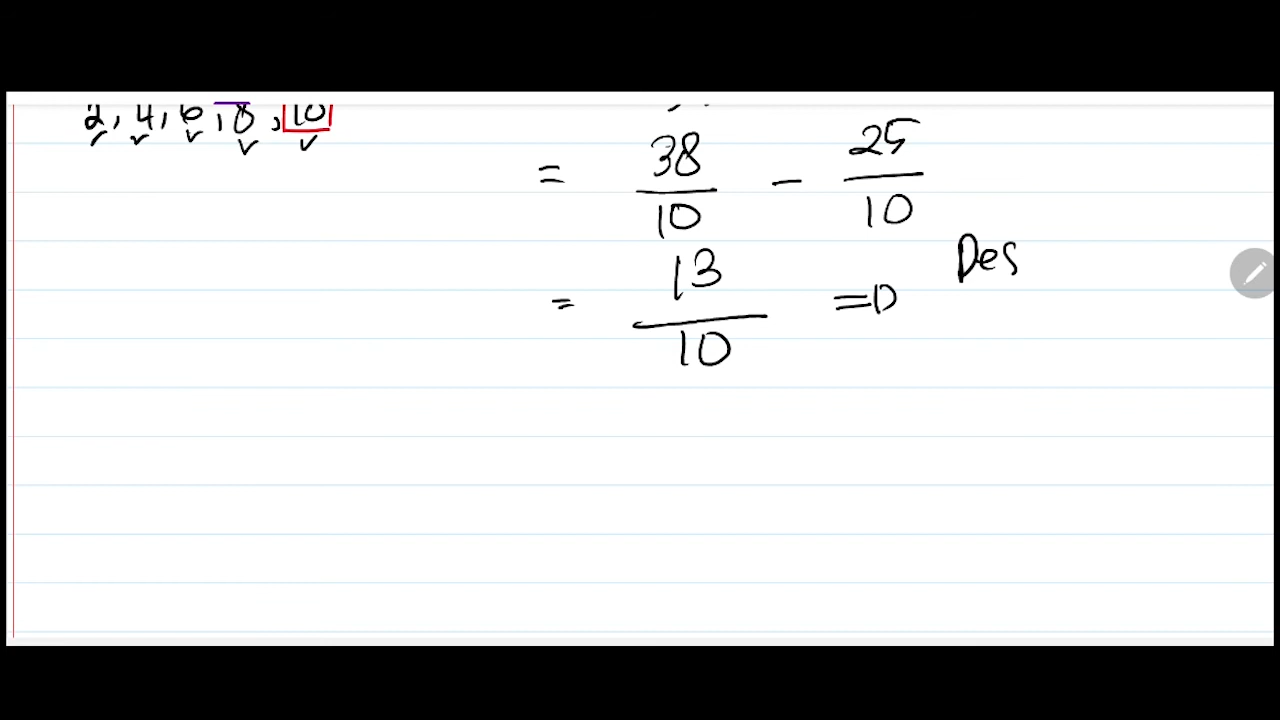 2, 4, 6, 8, 10
= 38/10 - 25/10
Des
= 13/10 =D